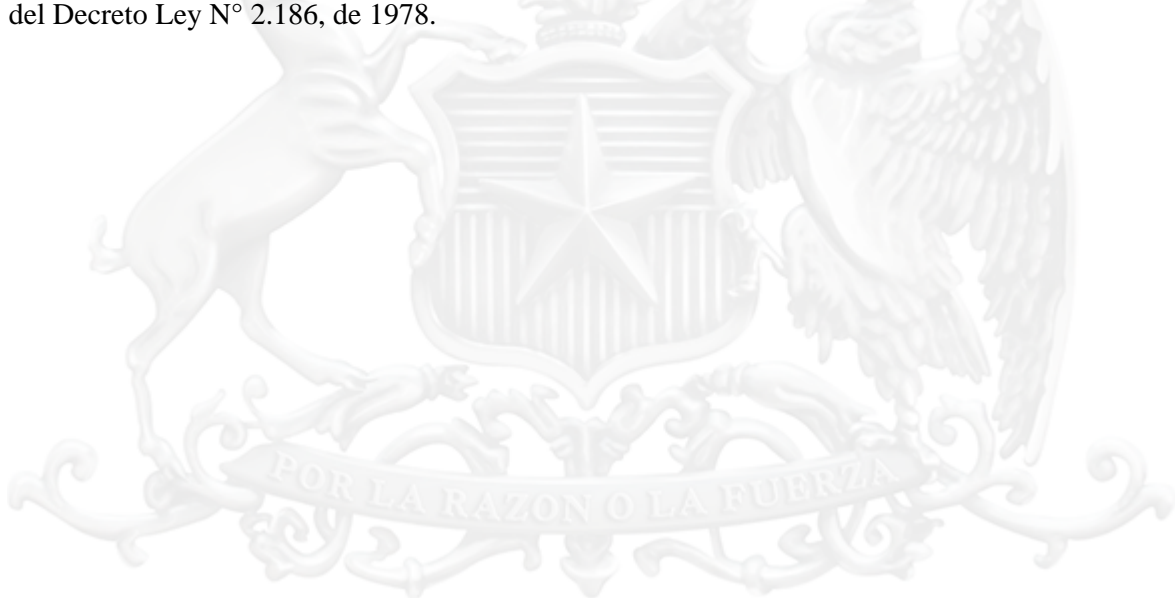 del Decreto Ley N° 2.186, de 1978.
POR LA RAZON O LA FUERZA